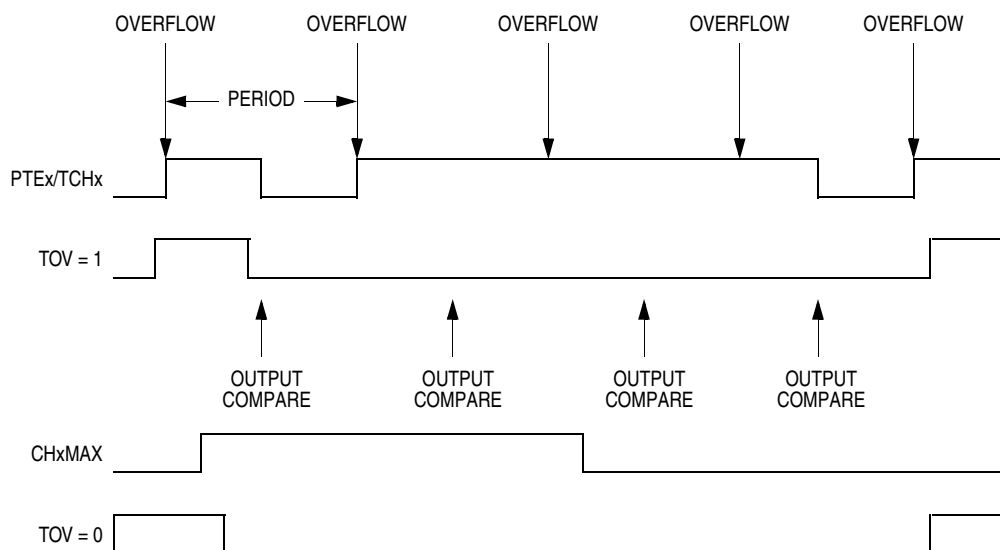 OVERFLOW OVERFLOW OVERFLOW OVERFLOW OVERFLOW
PERIOD
PTEx/TCHx
TOV = 1
OUTPUT COMPARE
OUTPUT COMPARE
OUTPUT COMPARE
OUTPUT COMPARE
CHxMAX
TOV = 0